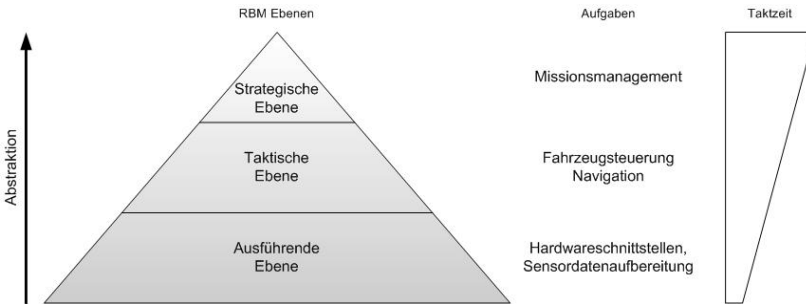 RBM Ebenen
Aufgaben
Taktzeit
Abstraktion
Strategische
Ebene
Missionsmanagement
Taktische
Ebene
Fahrzeugsteuerung
Navigation
Ausführende
Ebene
Hardwareschnittstellen,
Sensordatenaufbereitung